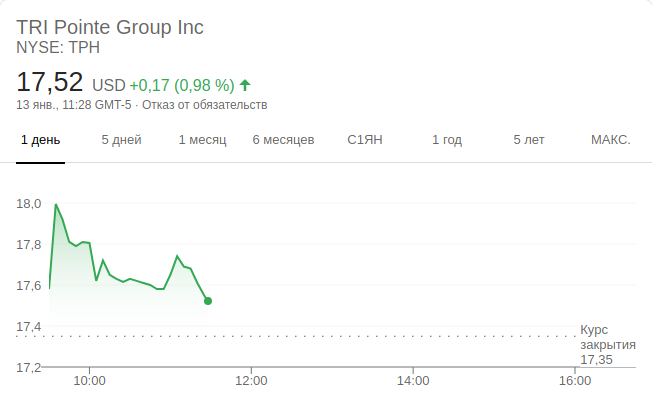 TRI Pointe Group Inc
NYSE: TPH
17,52 USD +0,17 (0,98 %)
13 янв., 11:28 GMT-5 · Отказ от обязательств
1 день 5 дней 1 месяц 6 месяцев С1ЯН 1 год 5 лет МАКС.
18,0
17,8
17,6
17,4
Курс
закрытия
17,35
17,2
10:00 12:00 14:00 16:00